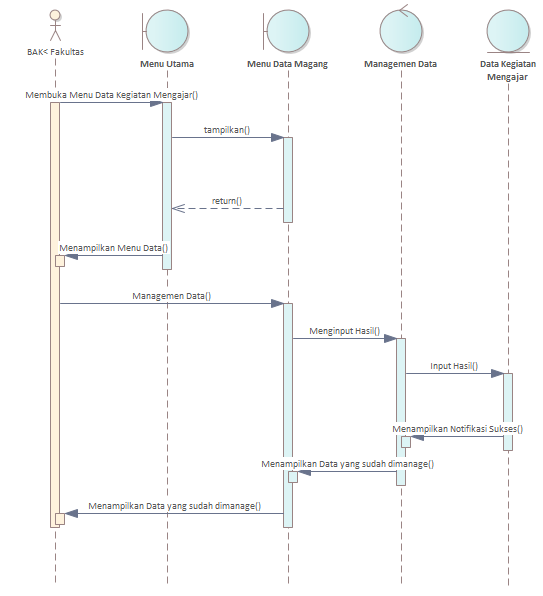 BAK< Fakultas
Menu Utama
Menu Data Magang
Managemen Data
Data Kegiatan
Mengajar
Membuka Menu Data Kegiatan Mengajar()
tampilkan()
return()
Menampilkan Menu Data()
Managemen Data()
Menginput Hasil()
Input Hasil()
Menampilkan Notifikasi Sukses()
Menampilkan Data yang sudah dimanage()
Menampilkan Data yang sudah dimanage()